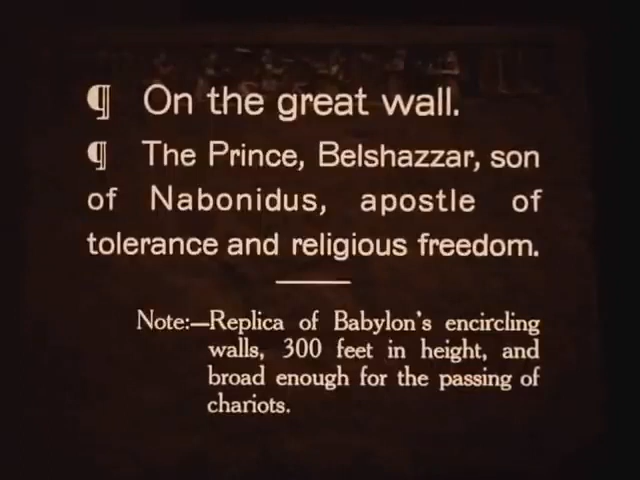 ¶ On the great wall.
¶ The Prince, Belshazzar, son
of Nabonidus, apostle of
tolerance and religious freedom.
Note:—Replica of Babylon's encircling
walls, 300 feet in height, and
broad enough for the passing of
chariots.